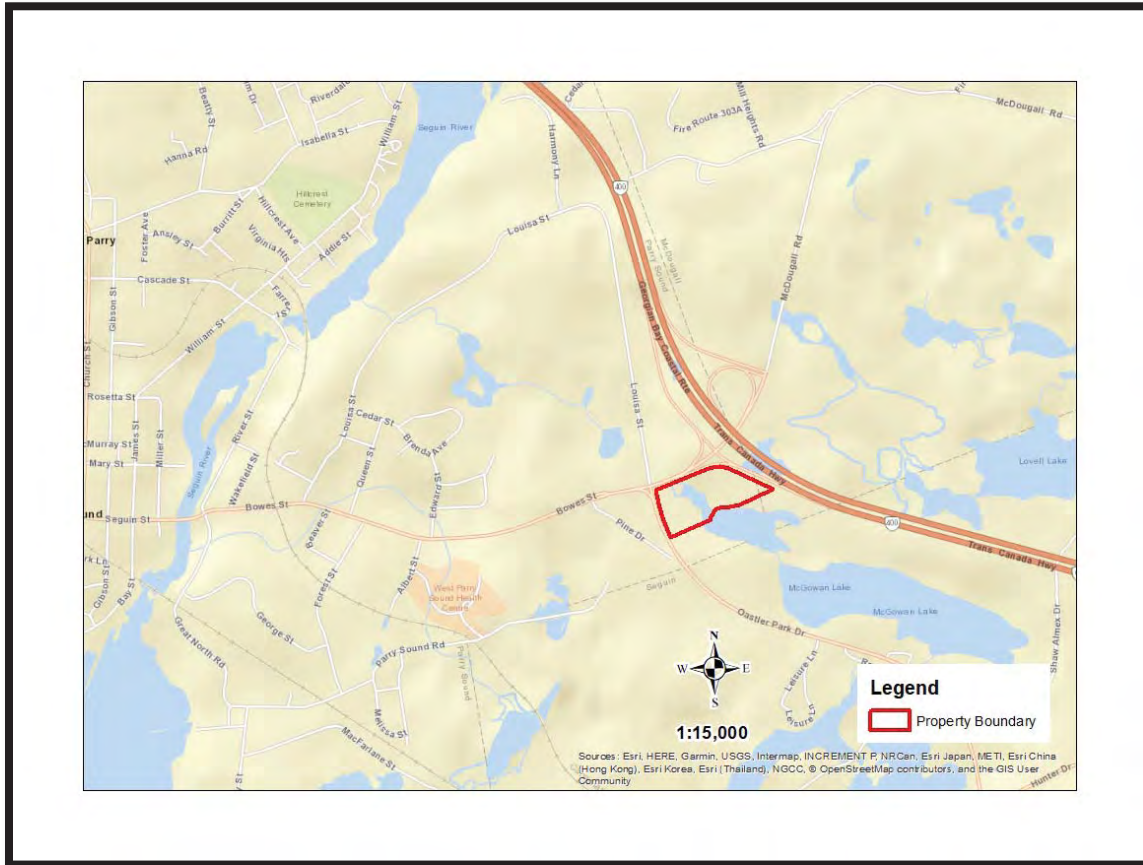 Cedar
Riverdale
Beatty St
William St
Seguin River
Mill Heights Rd
McDougall Rd
Fire Route 303A
Isabella St
Hanna Rd
Harmony Ln
400
Hillcrest
Cemetery
Burritt St
Hillcrest Ave
Foster Ave
Ansley St
Virginia Hts
Addie St
Louisa St
Parry
McDougall
Parry Sound
McDougall Rd
Cascade St
Gibson St
William St
Georgian Bay Coastal Rte
Church St
Rosetta St
James St
Miller St
River St
Louisa St
Louisa St
Cedar St
Brenda Ave
Trans Canada Hwy
McMurray St
Mary St
Seguin River
Wakefield St
Queen St
Edward St
Lovell Lake
Seguin St
Bowes St
Bowes St
400
Beaver St
Pine Dr
Trans Canada Hwy
Gibson St
Bay St
Forest St
Albert St
West Parry
Sound Health
Centre
Seguin
McGowan Lake
McGowan Lake
George St
Great North Rd
Oastler Park Dr
Shaw Almex Dr
Parry Sound Rd
Parry Sound
Leisure Ln
Leisure Ln
Melissa St
MacFarlane St
N
W E
S
1:15,000
Legend
Property Boundary
Sources: Esri, HERE, Garmin, USGS, Intermap, INCREMENT P, NRCan, Esri Japan, METI, Esri China
(Hong Kong), Esri Korea, Esri (Thailand), NGCC, © OpenStreetMap contributors, and the GIS User
Community
Hunter Dr